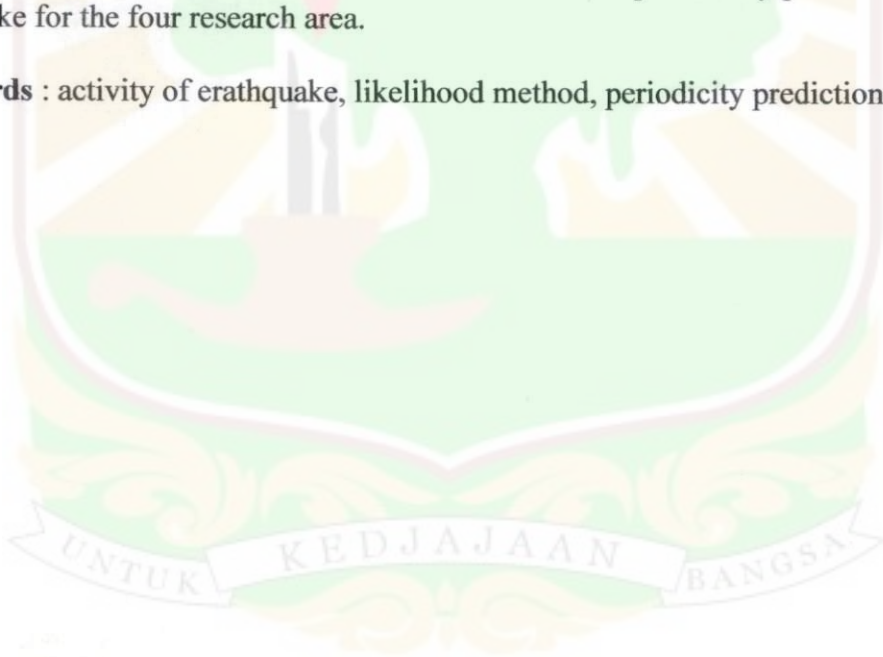 ke for the four research area.
rds : activity of erathquake, likelihood method, periodicity prediction
UNTUK KEDJAJAAN BANGSA